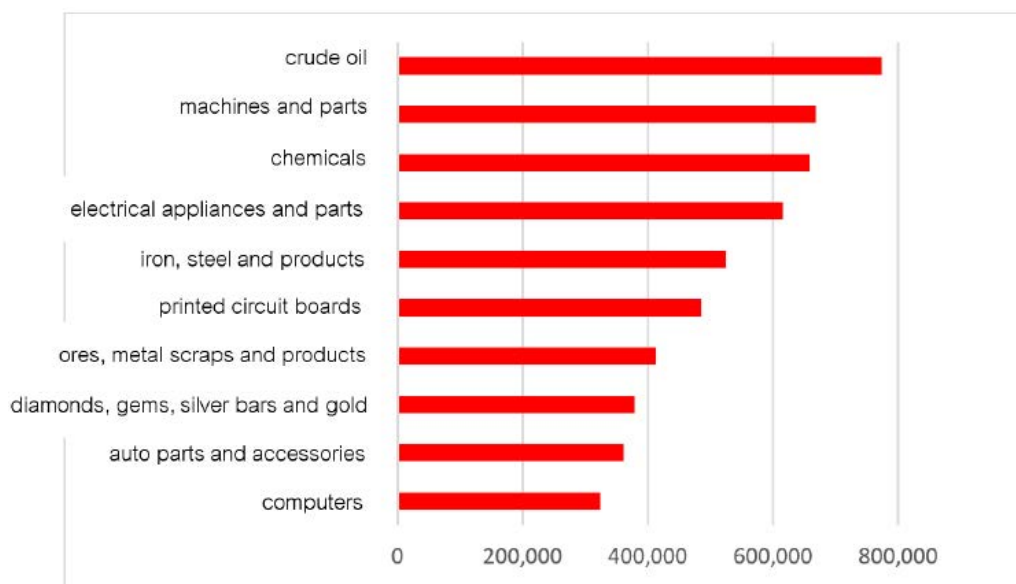 crude oil
machines and parts
chemicals
electrical appliances and parts
iron, steel and products
printed circuit boards
ores, metal scraps and products
diamonds, gems, silver bars and gold
auto parts and accessories
computers
0 200,000 400,000 600,000 800,000